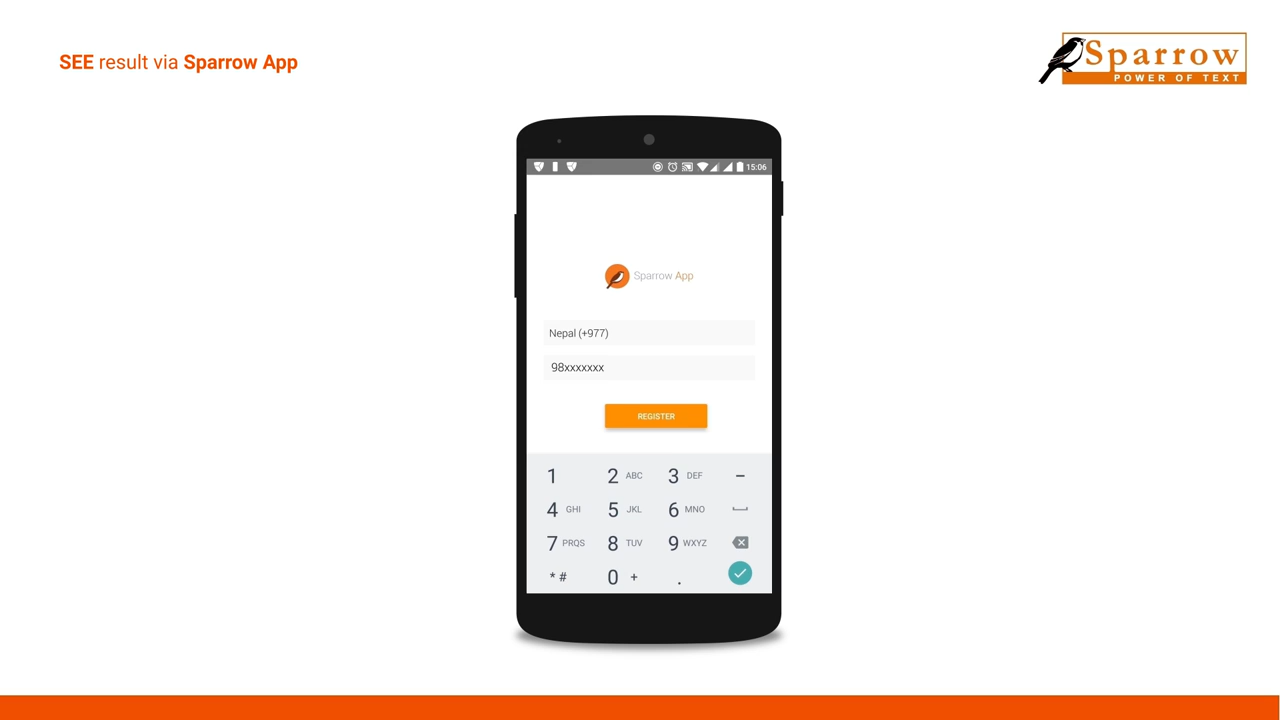 SEE result via Sparrow App
Sparrow
POWER OF TEXT
15:06
Sparrow App
Nepal (+977)
98xxxxxxx
REGISTER
1 2 ABC 3 DEF –
4 GHI 5 JKL 6 MNO
7 PRQS 8 TUV 9 WXYZ
* # 0 + .